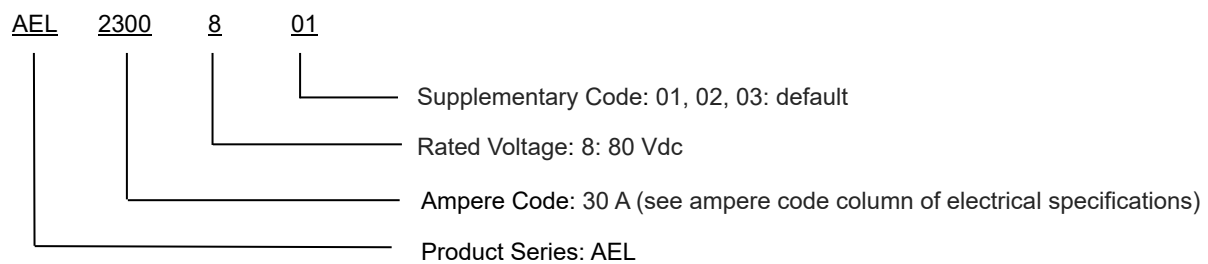 AEL 2300 8 01
Supplementary Code: 01, 02, 03: default
Rated Voltage: 8: 80 Vdc
Ampere Code: 30 A (see ampere code column of electrical specifications)
Product Series: AEL